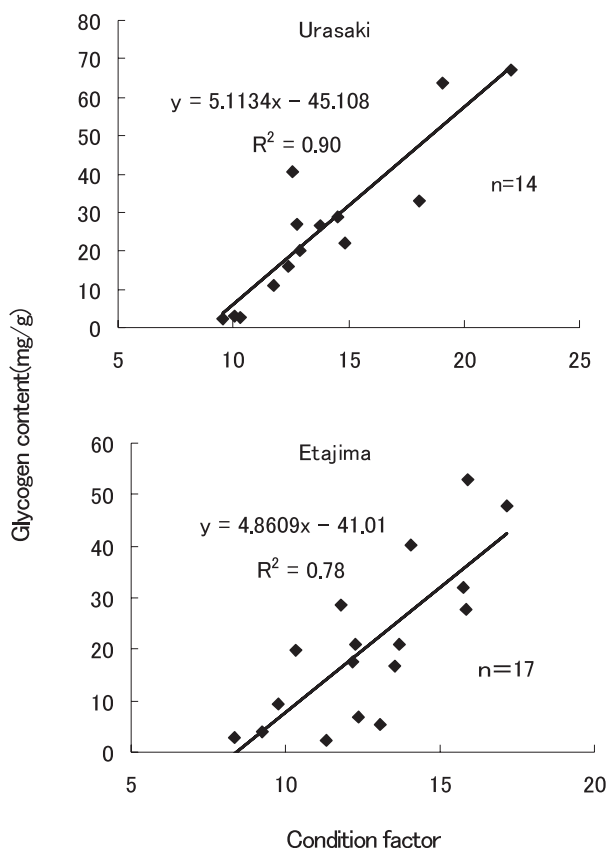 Urasaki
80
70
60
50
40
30
20
10
0
y = 5.1134x − 45.108
R² = 0.90
n=14
5 10 15 20 25
Glycogen content(mg/g)
Etajima
60
50
40
30
20
10
0
y = 4.8609x − 41.01
R² = 0.78
n=17
5 10 15 20
Condition factor